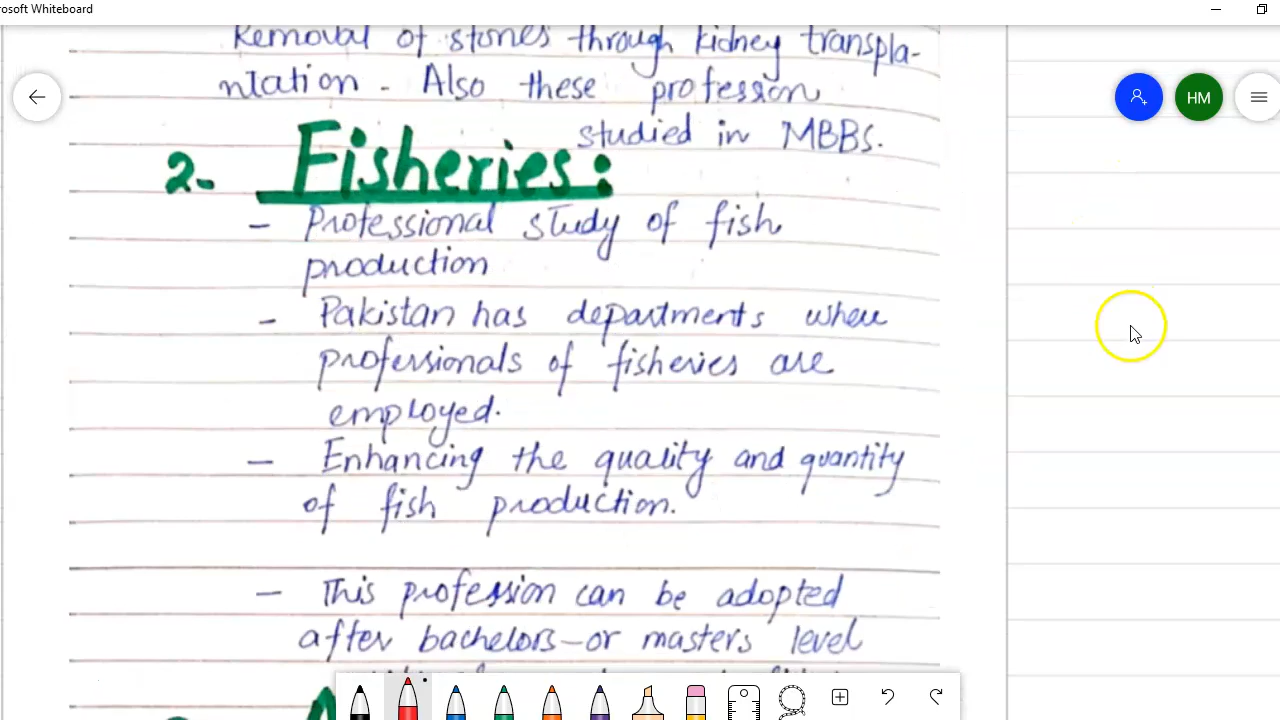 rosoft Whiteboard
Removal of stones through kidney transpla-
ntation. Also these profession
studied in MBBS.
HM
2. Fisheries:
- Professional study of fish
production
- Pakistan has departments where
professionals of fisheries are
employed.
- Enhancing the quality and quantity
of fish production.
- This profession can be adopted
after bachelors-or masters level